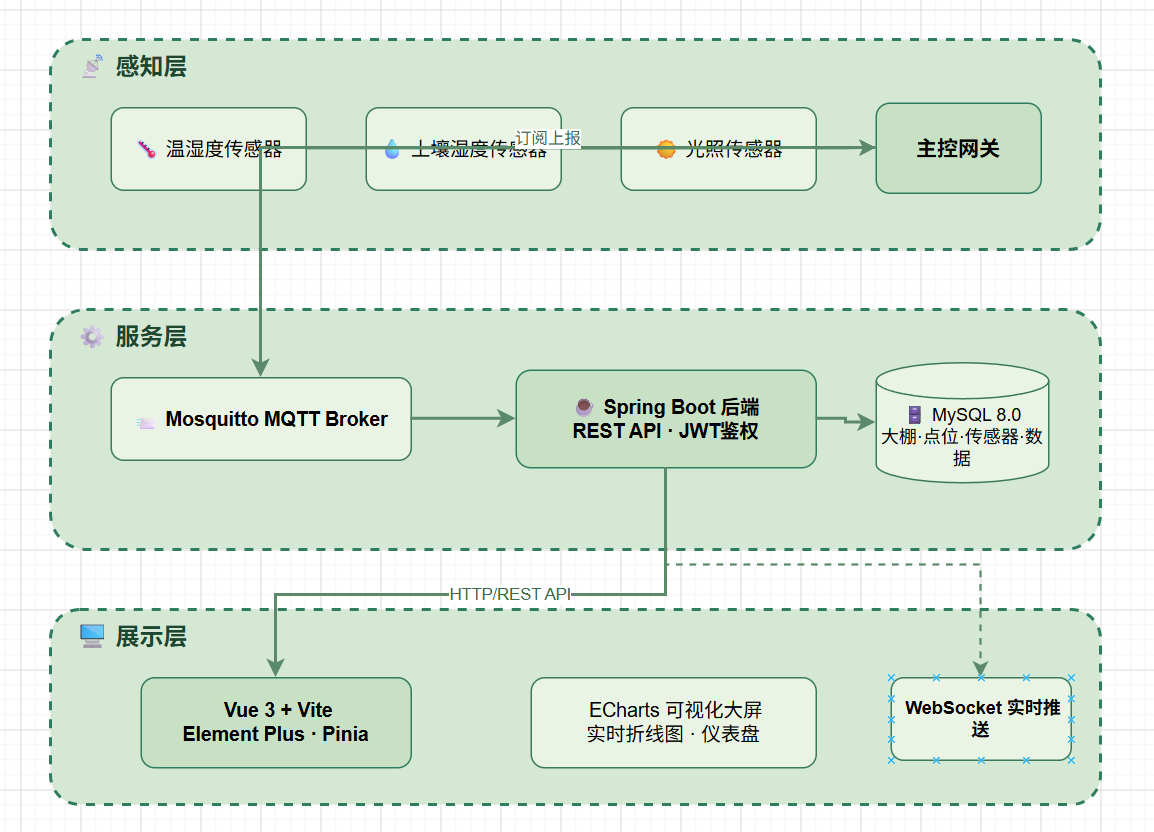 感知层
温湿度传感器
土壤湿度传感器
订阅上报
光照传感器
主控网关
服务层
Mosquitto MQTT Broker
Spring Boot 后端
REST API · JWT鉴权
MySQL 8.0
大棚·点位·传感器·数
据
HTTP/REST API
展示层
Vue 3 + Vite
Element Plus · Pinia
ECharts 可视化大屏
实时折线图 · 仪表盘
WebSocket 实时推
送